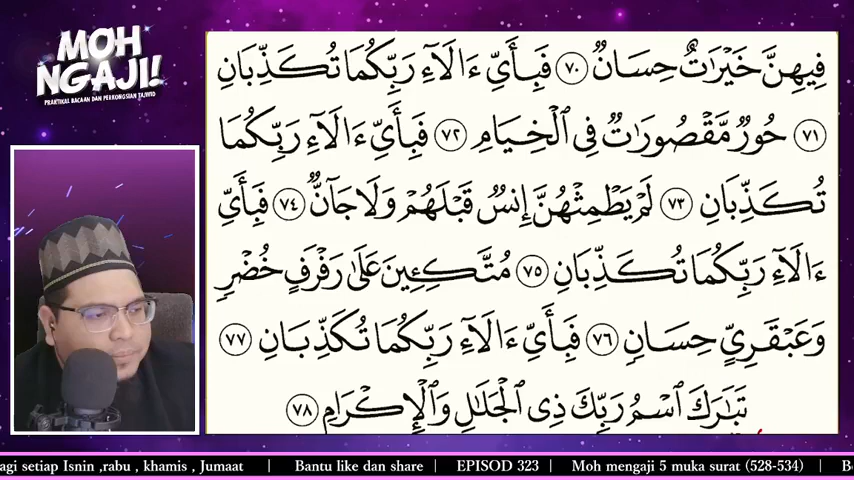 MOH
NGAJI!
PRAKTIKAL BACAAN DAN PERKONGSIAN TAJWID
فِيهِنَّ خَيْرَٰتٌ حِسَانٌ ٧٠ فَبِأَيِّ ءَالَآءِ رَبِّكُمَا تُكَذِّبَانِ
٧١ حُورٌ مَّقْصُورَٰتٌ فِى ٱلْخِيَامِ ٧٢ فَبِأَيِّ ءَالَآءِ رَبِّكُمَا
تُكَذِّبَانِ ٧٣ لَمْ يَطْمِثْهُنَّ إِنسٌ قَبْلَهُمْ وَلَا جَآنٌّ ٧٤ فَبِأَيِّ
ءَالَآءِ رَبِّكُمَا تُكَذِّبَانِ ٧٥ مُتَّكِـِٔينَ عَلَىٰ رَفْرَفٍ خُضْرٍ
وَعَبْقَرِيٍّ حِسَانٍ ٧٦ فَبِأَيِّ ءَالَآءِ رَبِّكُمَا تُكَذِّبَانِ ٧٧
تَبَٰرَكَ ٱسْمُ رَبِّكَ ذِى ٱلْجَلَٰلِ وَٱلْإِكْرَامِ ٧٨
agi setiap Isnin ,rabu , khamis , Jumaat | Bantu like dan share | EPISOD 323 | Moh mengaji 5 muka surat (528-534) |